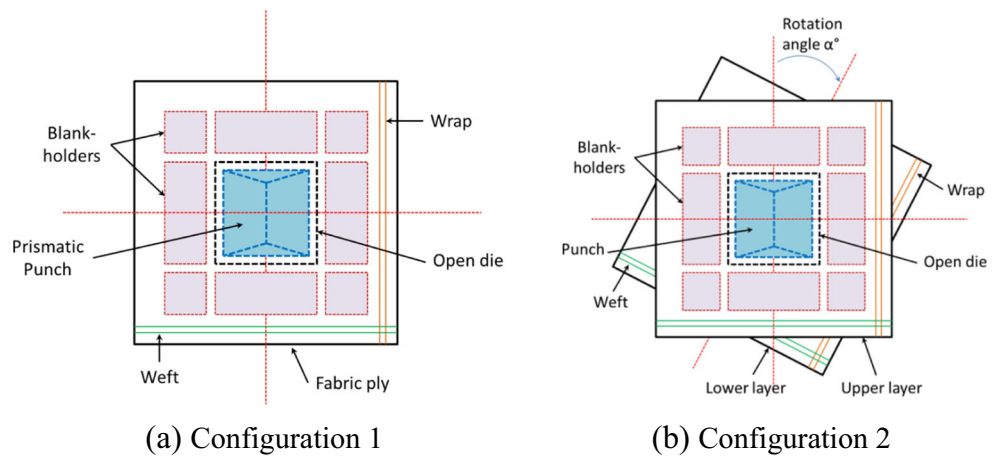 Blank-
holders
Wrap
Prismatic
Punch
Open die
Weft
Fabric ply
(a) Configuration 1
Rotation
angle α°
Blank-
holders
Wrap
Punch
Open die
Weft
Lower layer
Upper layer
(b) Configuration 2